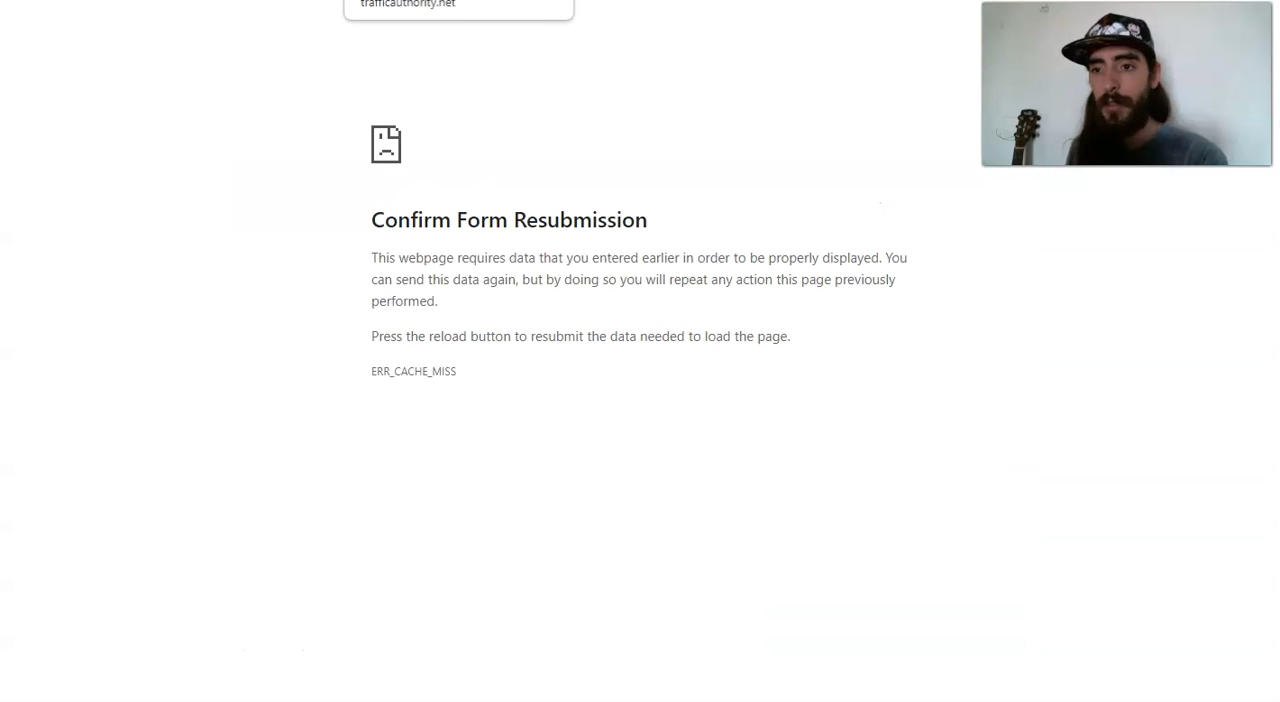 trafficauthority.net
Confirm Form Resubmission
This webpage requires data that you entered earlier in order to be properly displayed. You
can send this data again, but by doing so you will repeat any action this page previously
performed.
Press the reload button to resubmit the data needed to load the page.
ERR_CACHE_MISS